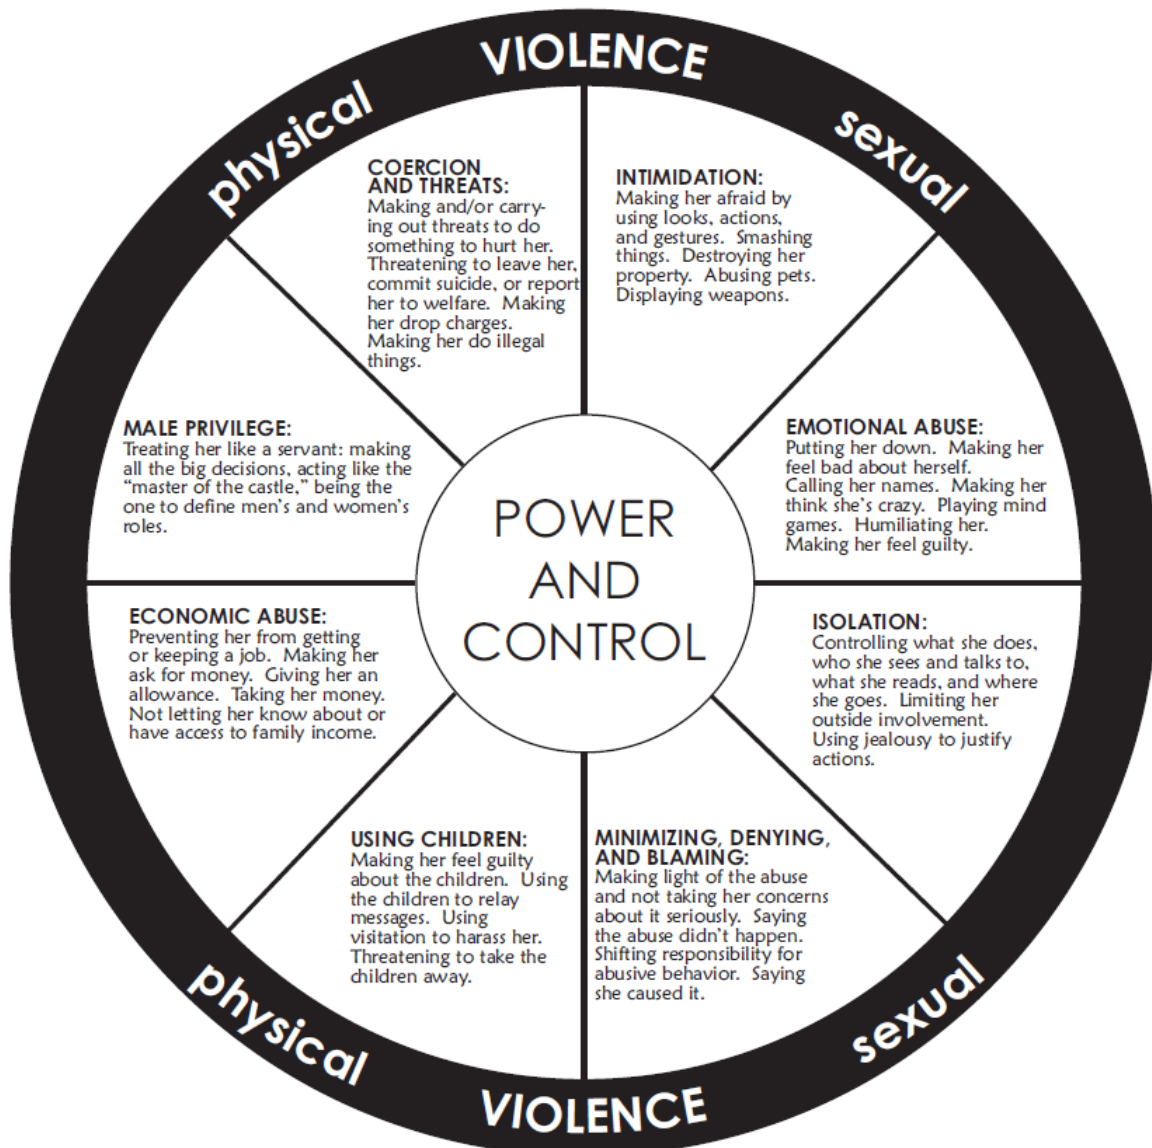 physical VIOLENCE sexual
COERCION
AND THREATS:
Making and/or carry-
ing out threats to do
something to hurt her.
Threatening to leave her,
commit suicide, or report
her to welfare. Making
her drop charges.
Making her do illegal
things.
INTIMIDATION:
Making her afraid by
using looks, actions,
and gestures. Smashing
things. Destroying her
property. Abusing pets.
Displaying weapons.
MALE PRIVILEGE:
Treating her like a servant: making
all the big decisions, acting like the
“master of the castle,” being the
one to define men’s and women’s
roles.
EMOTIONAL ABUSE:
Putting her down. Making her
feel bad about herself.
Calling her names. Making her
think she’s crazy. Playing mind
games. Humiliating her.
Making her feel guilty.
POWER
AND
CONTROL
ECONOMIC ABUSE:
Preventing her from getting
or keeping a job. Making her
ask for money. Giving her an
allowance. Taking her money.
Not letting her know about or
have access to family income.
ISOLATION:
Controlling what she does,
who she sees and talks to,
what she reads, and where
she goes. Limiting her
outside involvement.
Using jealousy to justify
actions.
USING CHILDREN:
Making her feel guilty
about the children. Using
the children to relay
messages. Using
visitation to harass her.
Threatening to take the
children away.
MINIMIZING, DENYING,
AND BLAMING:
Making light of the abuse
and not taking her concerns
about it seriously. Saying
the abuse didn’t happen.
Shifting responsibility for
abusive behavior. Saying
she caused it.
physical VIOLENCE sexual